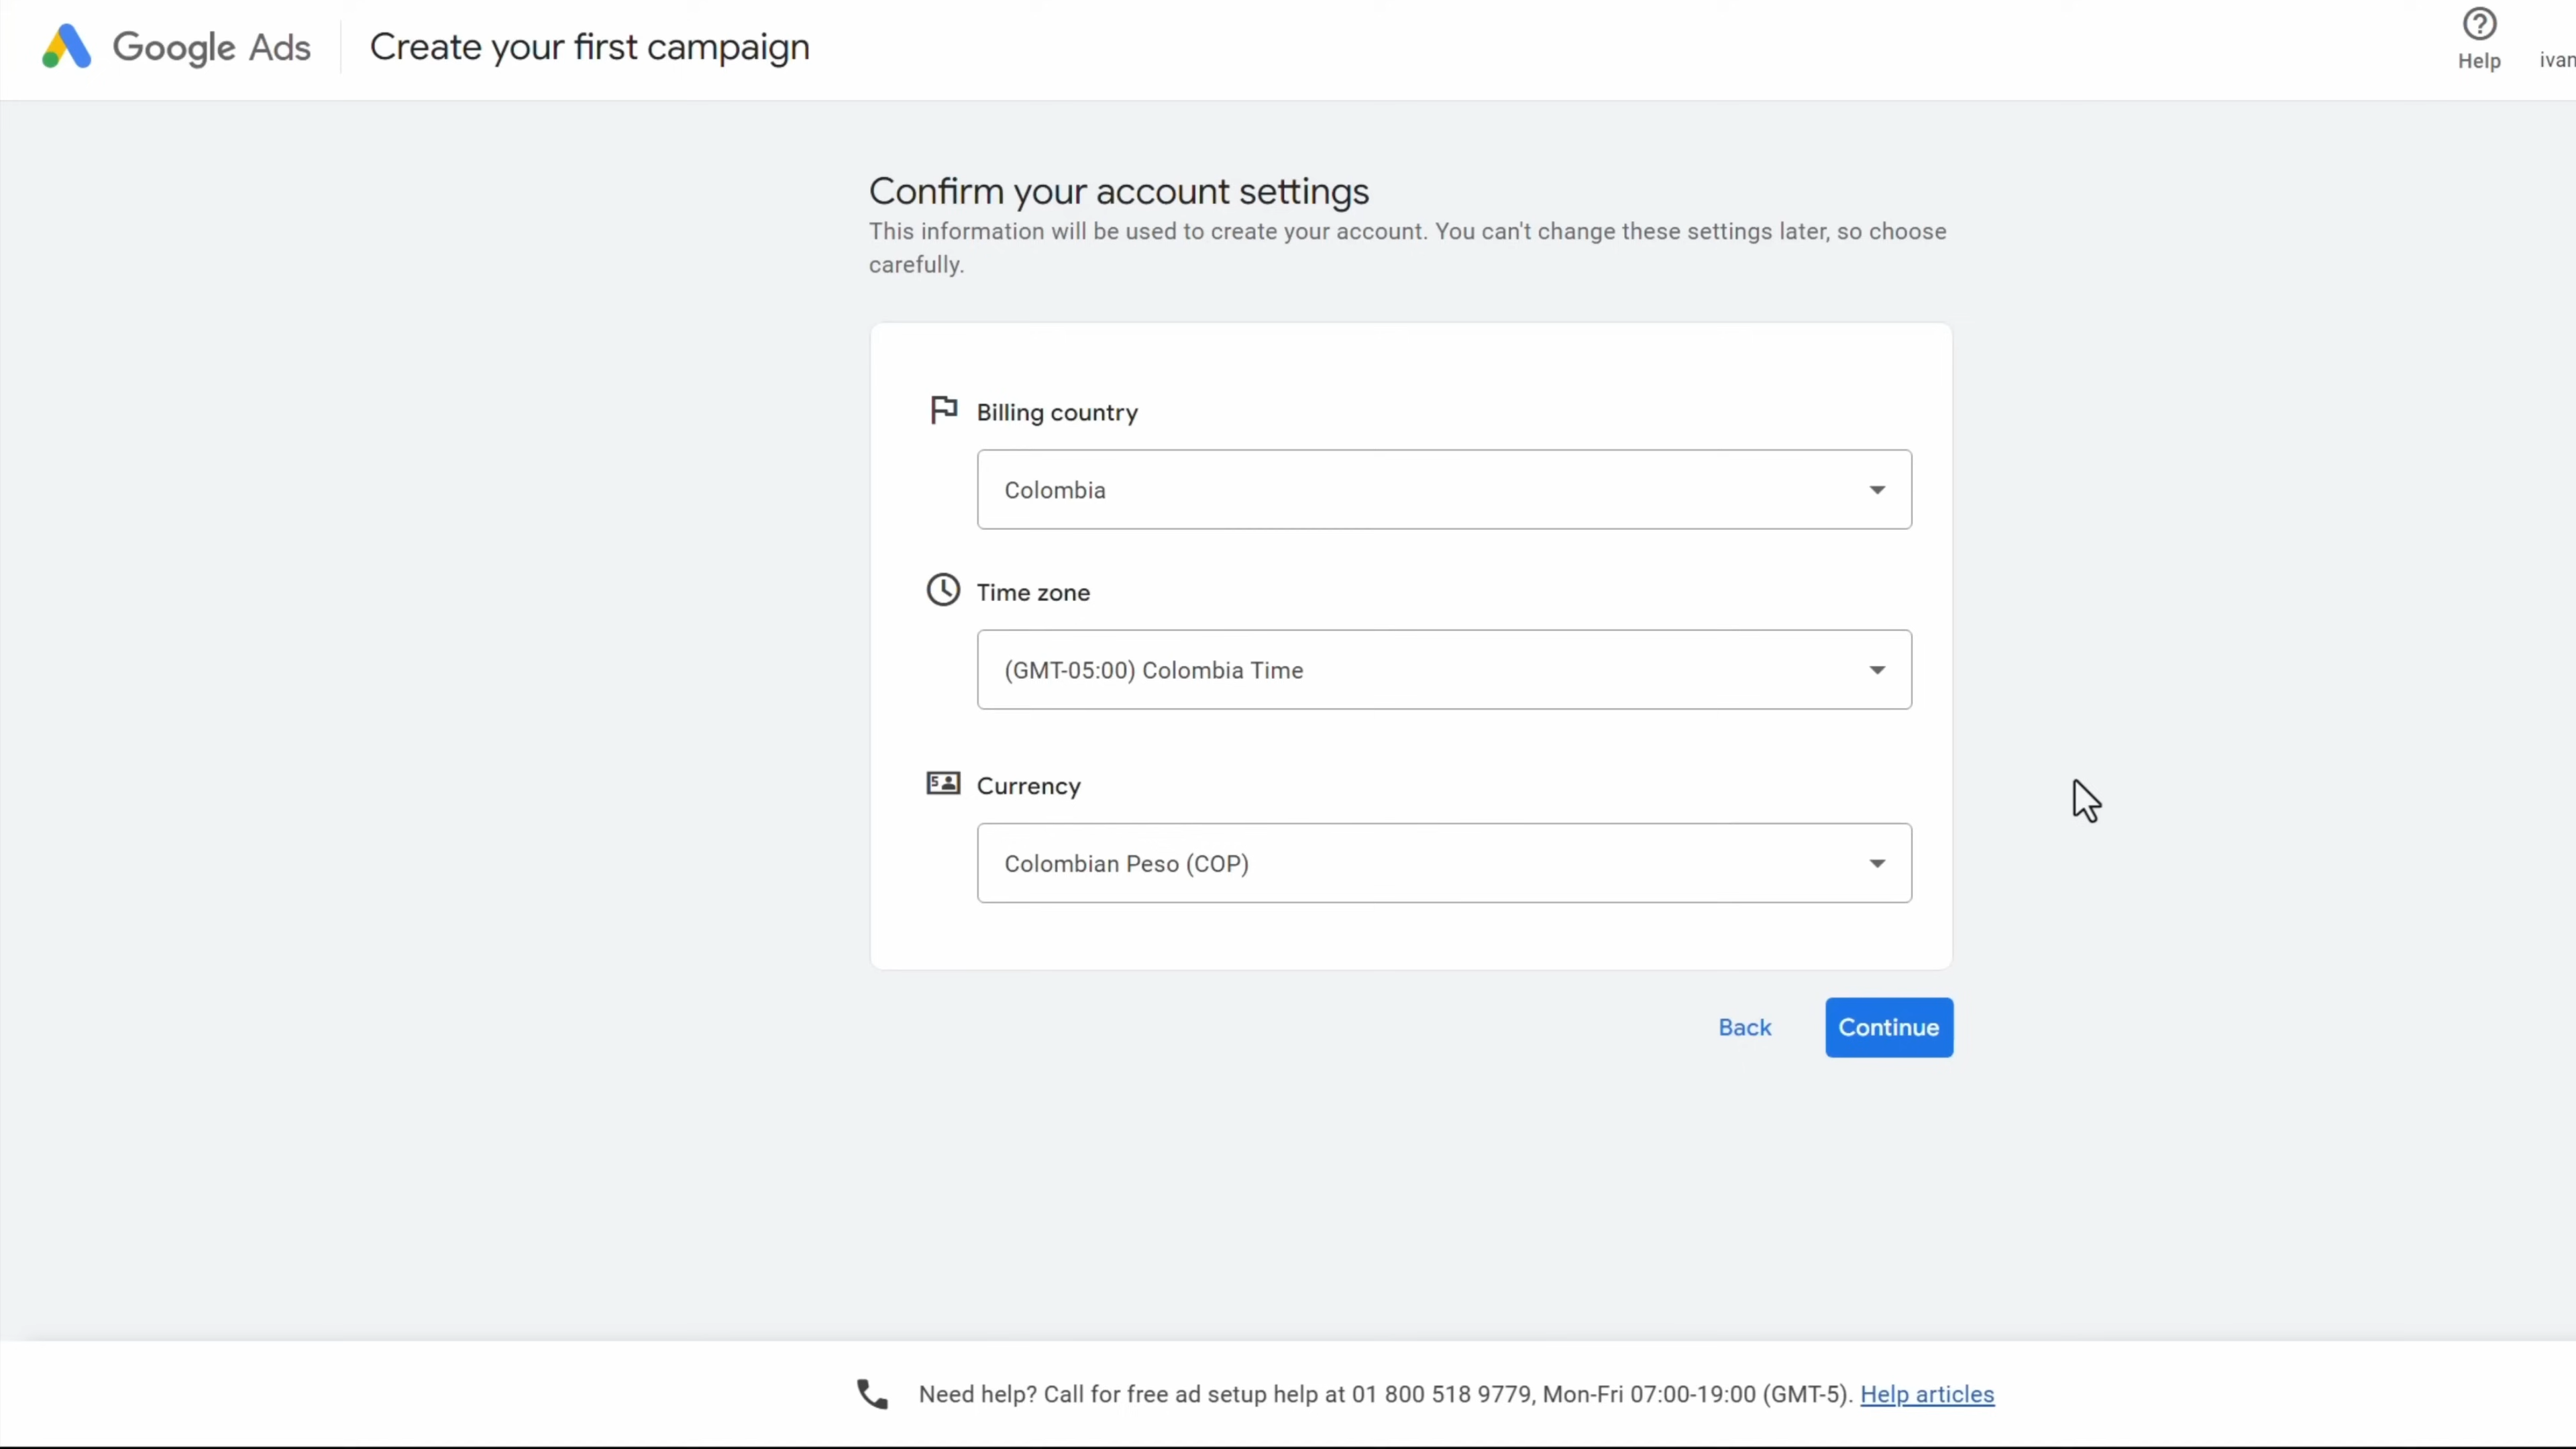 Google Ads
Create your first campaign
Help
ivan
Confirm your account settings
This information will be used to create your account. You can't change these settings later, so choose
carefully.
Billing country
Colombia
Time zone
(GMT-05:00) Colombia Time
Currency
Colombian Peso (COP)
Back
Continue
Need help? Call for free ad setup help at 01 800 518 9779, Mon-Fri 07:00-19:00 (GMT-5). Help articles